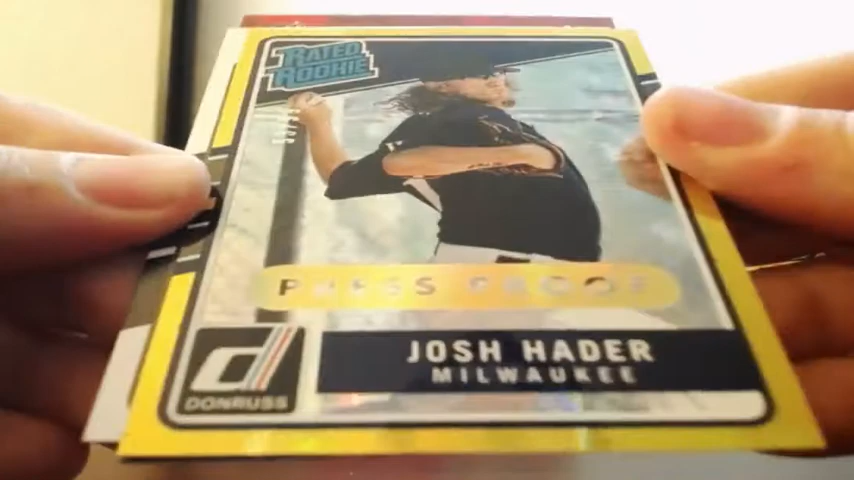 RATED
ROOKIE
PRESS PROOF
JOSH HADER
MILWAUKEE
DONRUSS